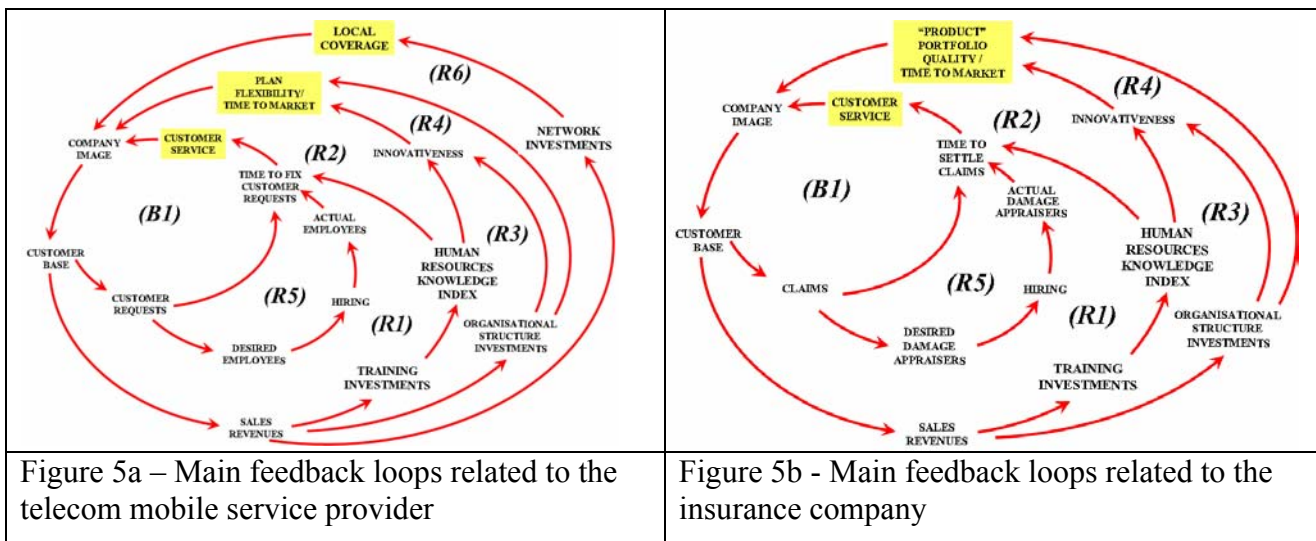 LOCAL
COVERAGE
(R6)
PLAN
FLEXIBILITY/
TIME TO MARKET
(R4)
NETWORK
INVESTMENTS
COMPANY
IMAGE
CUSTOMER
SERVICE
(R2)
INNOVATIVENESS
TIME TO FIX
CUSTOMER
REQUESTS
(B1)
ACTUAL
EMPLOYEES
(R3)
HUMAN
RESOURCES
KNOWLEDGE
INDEX
CUSTOMER
BASE
CUSTOMER
REQUESTS
(R5)
HIRING
(R1)
ORGANISATIONAL
STRUCTURE
INVESTMENTS
DESIRED
EMPLOYEES
TRAINING
INVESTMENTS
SALES
REVENUES
Figure 5a – Main feedback loops related to the
telecom mobile service provider
"PRODUCT"
PORTFOLIO
QUALITY /
TIME TO MARKET
(R4)
COMPANY
IMAGE
CUSTOMER
SERVICE
(R2)
INNOVATIVENESS
TIME TO
SETTLE
CLAIMS
(B1)
ACTUAL
DAMAGE
APPRAISERS
(R3)
CUSTOMER
BASE
HUMAN
RESOURCES
KNOWLEDGE
INDEX
CLAIMS
(R5)
HIRING
(R1)
ORGANISATIONAL
STRUCTURE
INVESTMENTS
DESIRED
DAMAGE
APPRAISERS
TRAINING
INVESTMENTS
SALES
REVENUES
Figure 5b - Main feedback loops related to the
insurance company